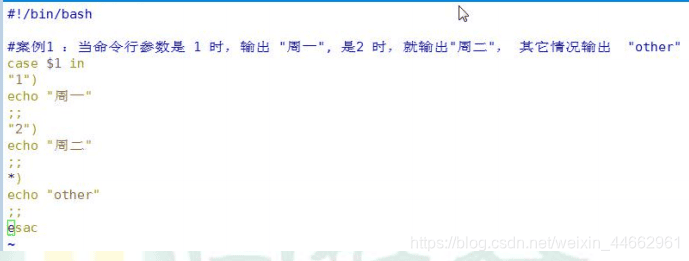 #!/bin/bash
#案例1 ：当命令行参数是 1 时，输出 "周一", 是2 时，就输出"周二"， 其它情况输出  "other"
case $1 in
"1")
echo "周一"
;;
"2")
echo "周二"
;;
*)
echo "other"
;;
esac
~
https://blog.csdn.net/weixin_44662961